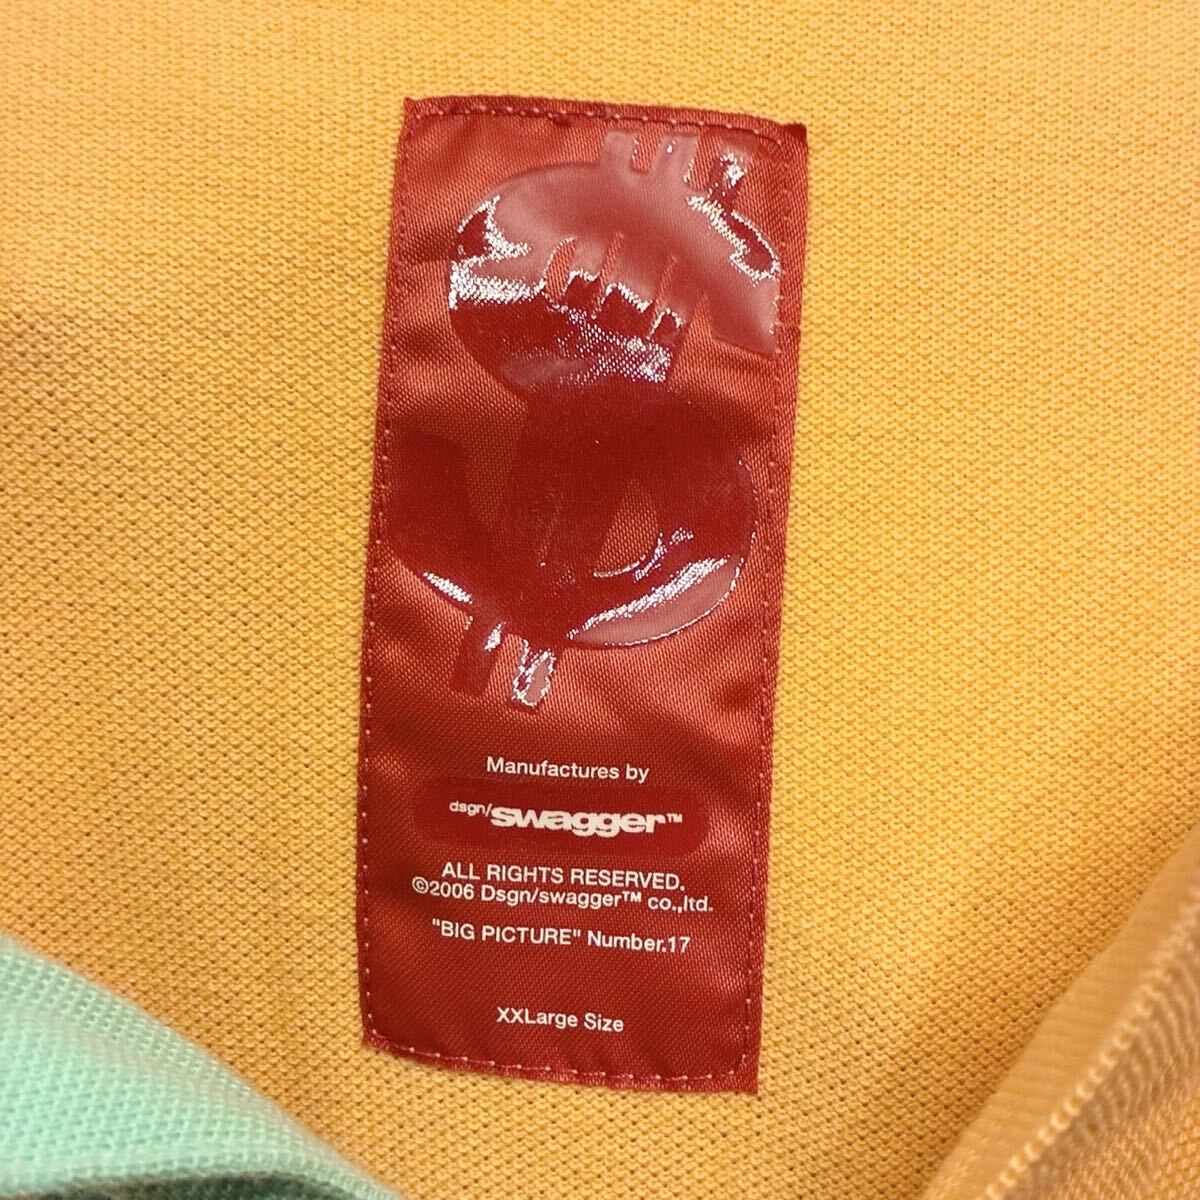 Manufactures by
dsgn/swagger™
ALL RIGHTS RESERVED.
©2006 Dsgn/swagger™ co.,ltd.
"BIG PICTURE" Number.17
XXLarge Size